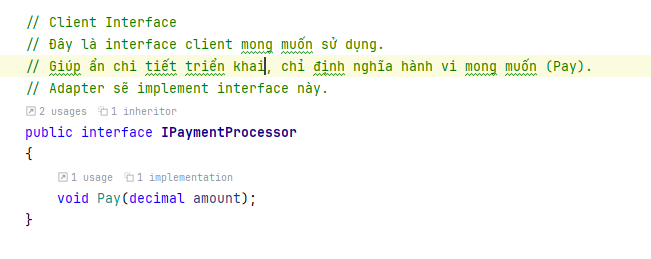 // Client Interface
// Đây là interface client mong muốn sử dụng.
// Giúp ẩn chi tiết triển khai, chỉ định nghĩa hành vi mong muốn (Pay).
// Adapter sẽ implement interface này.
2 usages 1 inheritor
public interface IPaymentProcessor
{
1 usage 1 implementation
void Pay(decimal amount);
}